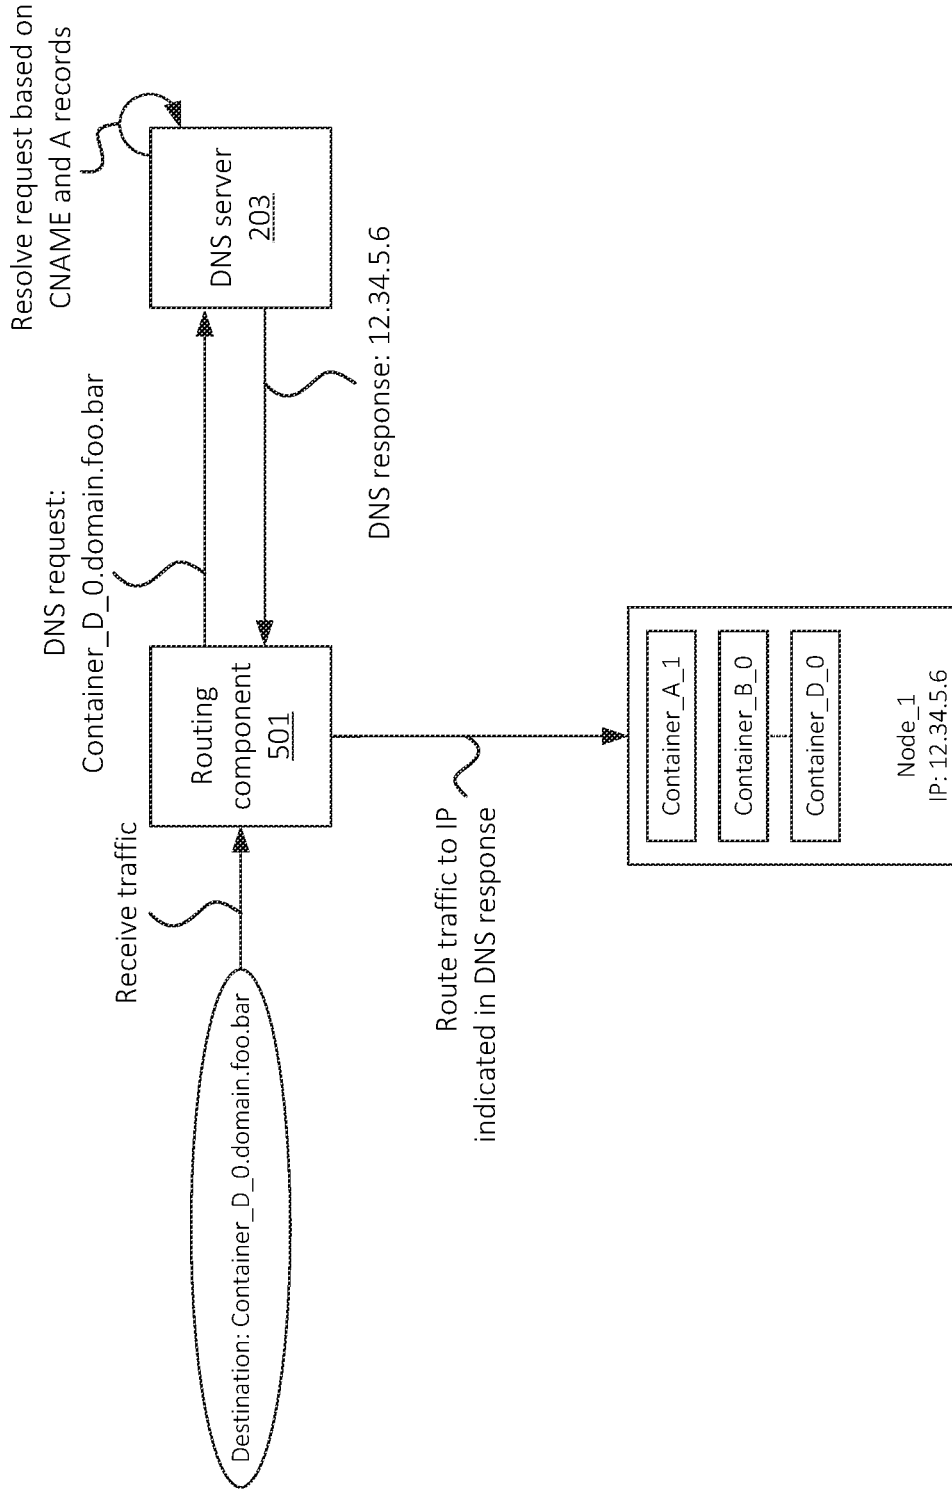 Resolve request based on
CNAME and A records
DNS request:
Container_D_0.domain.foo.bar
Receive traffic
Destination: Container_D_0.domain.foo.bar
Routing
component
501
DNS server
203
DNS response: 12.34.5.6
Route traffic to IP
indicated in DNS response
Container_A_1
Container_B_0
Container_D_0
Node_1
IP: 12.34.5.6